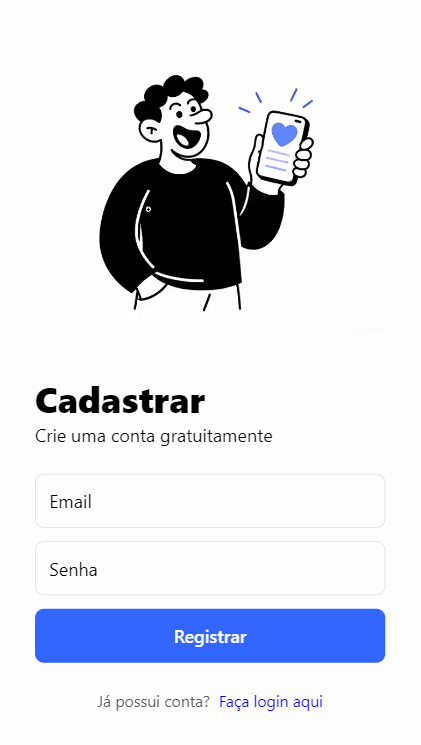 Cadastrar
Crie uma conta gratuitamente
Email
Senha
Registrar
Já possui conta? Faça login aqui